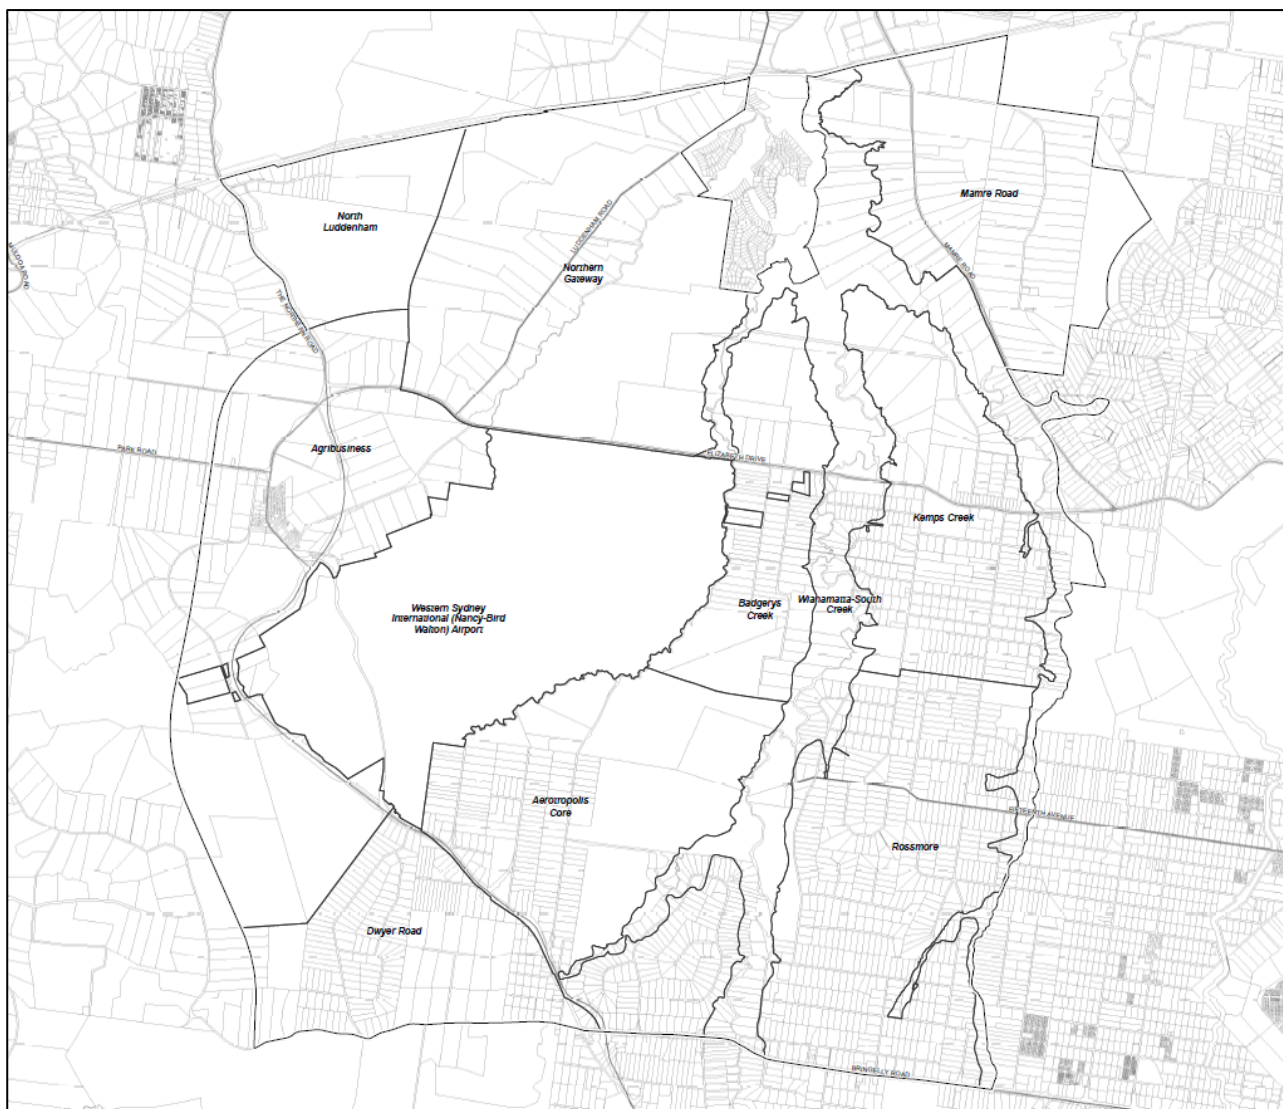 Mamre Road
North
Luddenham
LUDDENHAM ROAD
MULGOA ROAD
MAMRE ROAD
Northern
Gateway
THE NORTHERN ROAD
Agribusiness
PARK ROAD
ELIZABETH DRIVE
Kemps Creek
Badgerys
Creek
Wianamatta-South
Creek
Western Sydney
International (Nancy-Bird
Walton) Airport
Aerotropolis
Core
FIFTEENTH AVENUE
Rossmore
Dwyer Road
BRINGELLY ROAD